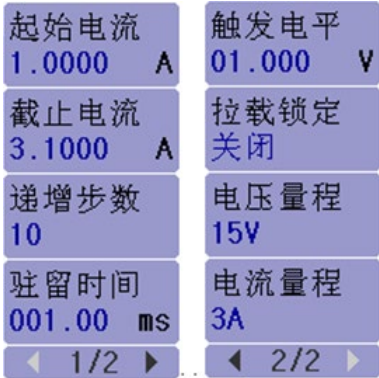 起始电流
1.0000 A
截止电流
3.1000 A
递增步数
10
驻留时间
001.00 ms
1/2
..
触发电平
01.000 V
拉载锁定
关闭
电压量程
15V
电流量程
3A
2/2